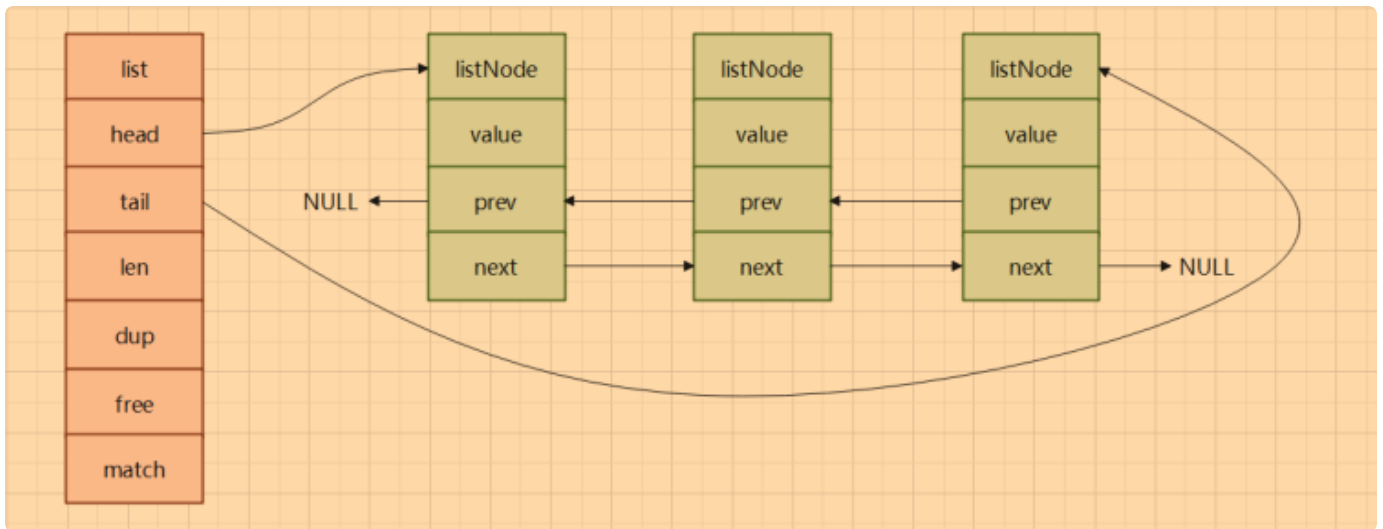 list
head
tail
len
dup
free
match
listNode
value
prev
next
listNode
value
prev
next
listNode
value
prev
next
NULL
NULL